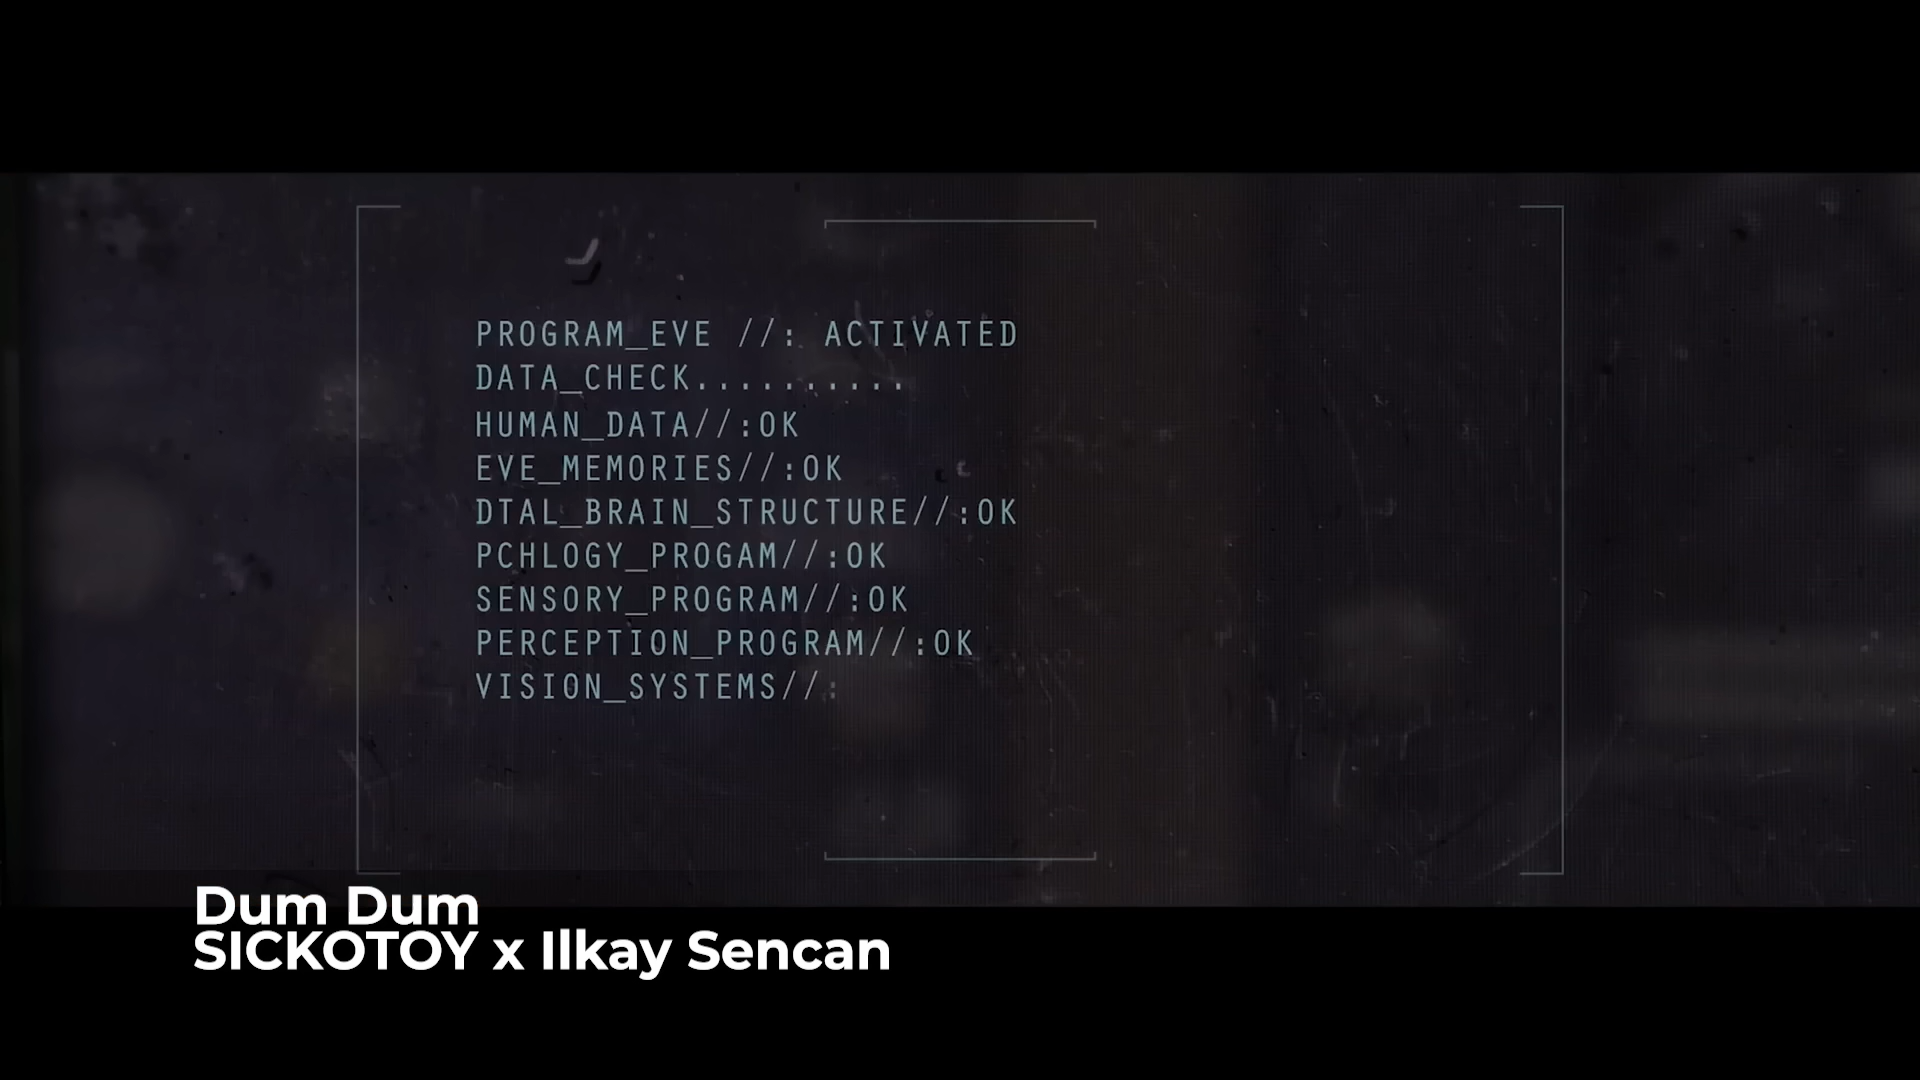 PROGRAM_EVE //: ACTIVATED
DATA_CHECK..........
HUMAN_DATA//:OK
EVE_MEMORIES//:OK
DTAL_BRAIN_STRUCTURE//:OK
PCHLOGY_PROGAM//:OK
SENSORY_PROGRAM//:OK
PERCEPTION_PROGRAM//:OK
VISION_SYSTEMS//:
Dum Dum
SICKOTOY x Ilkay Sencan